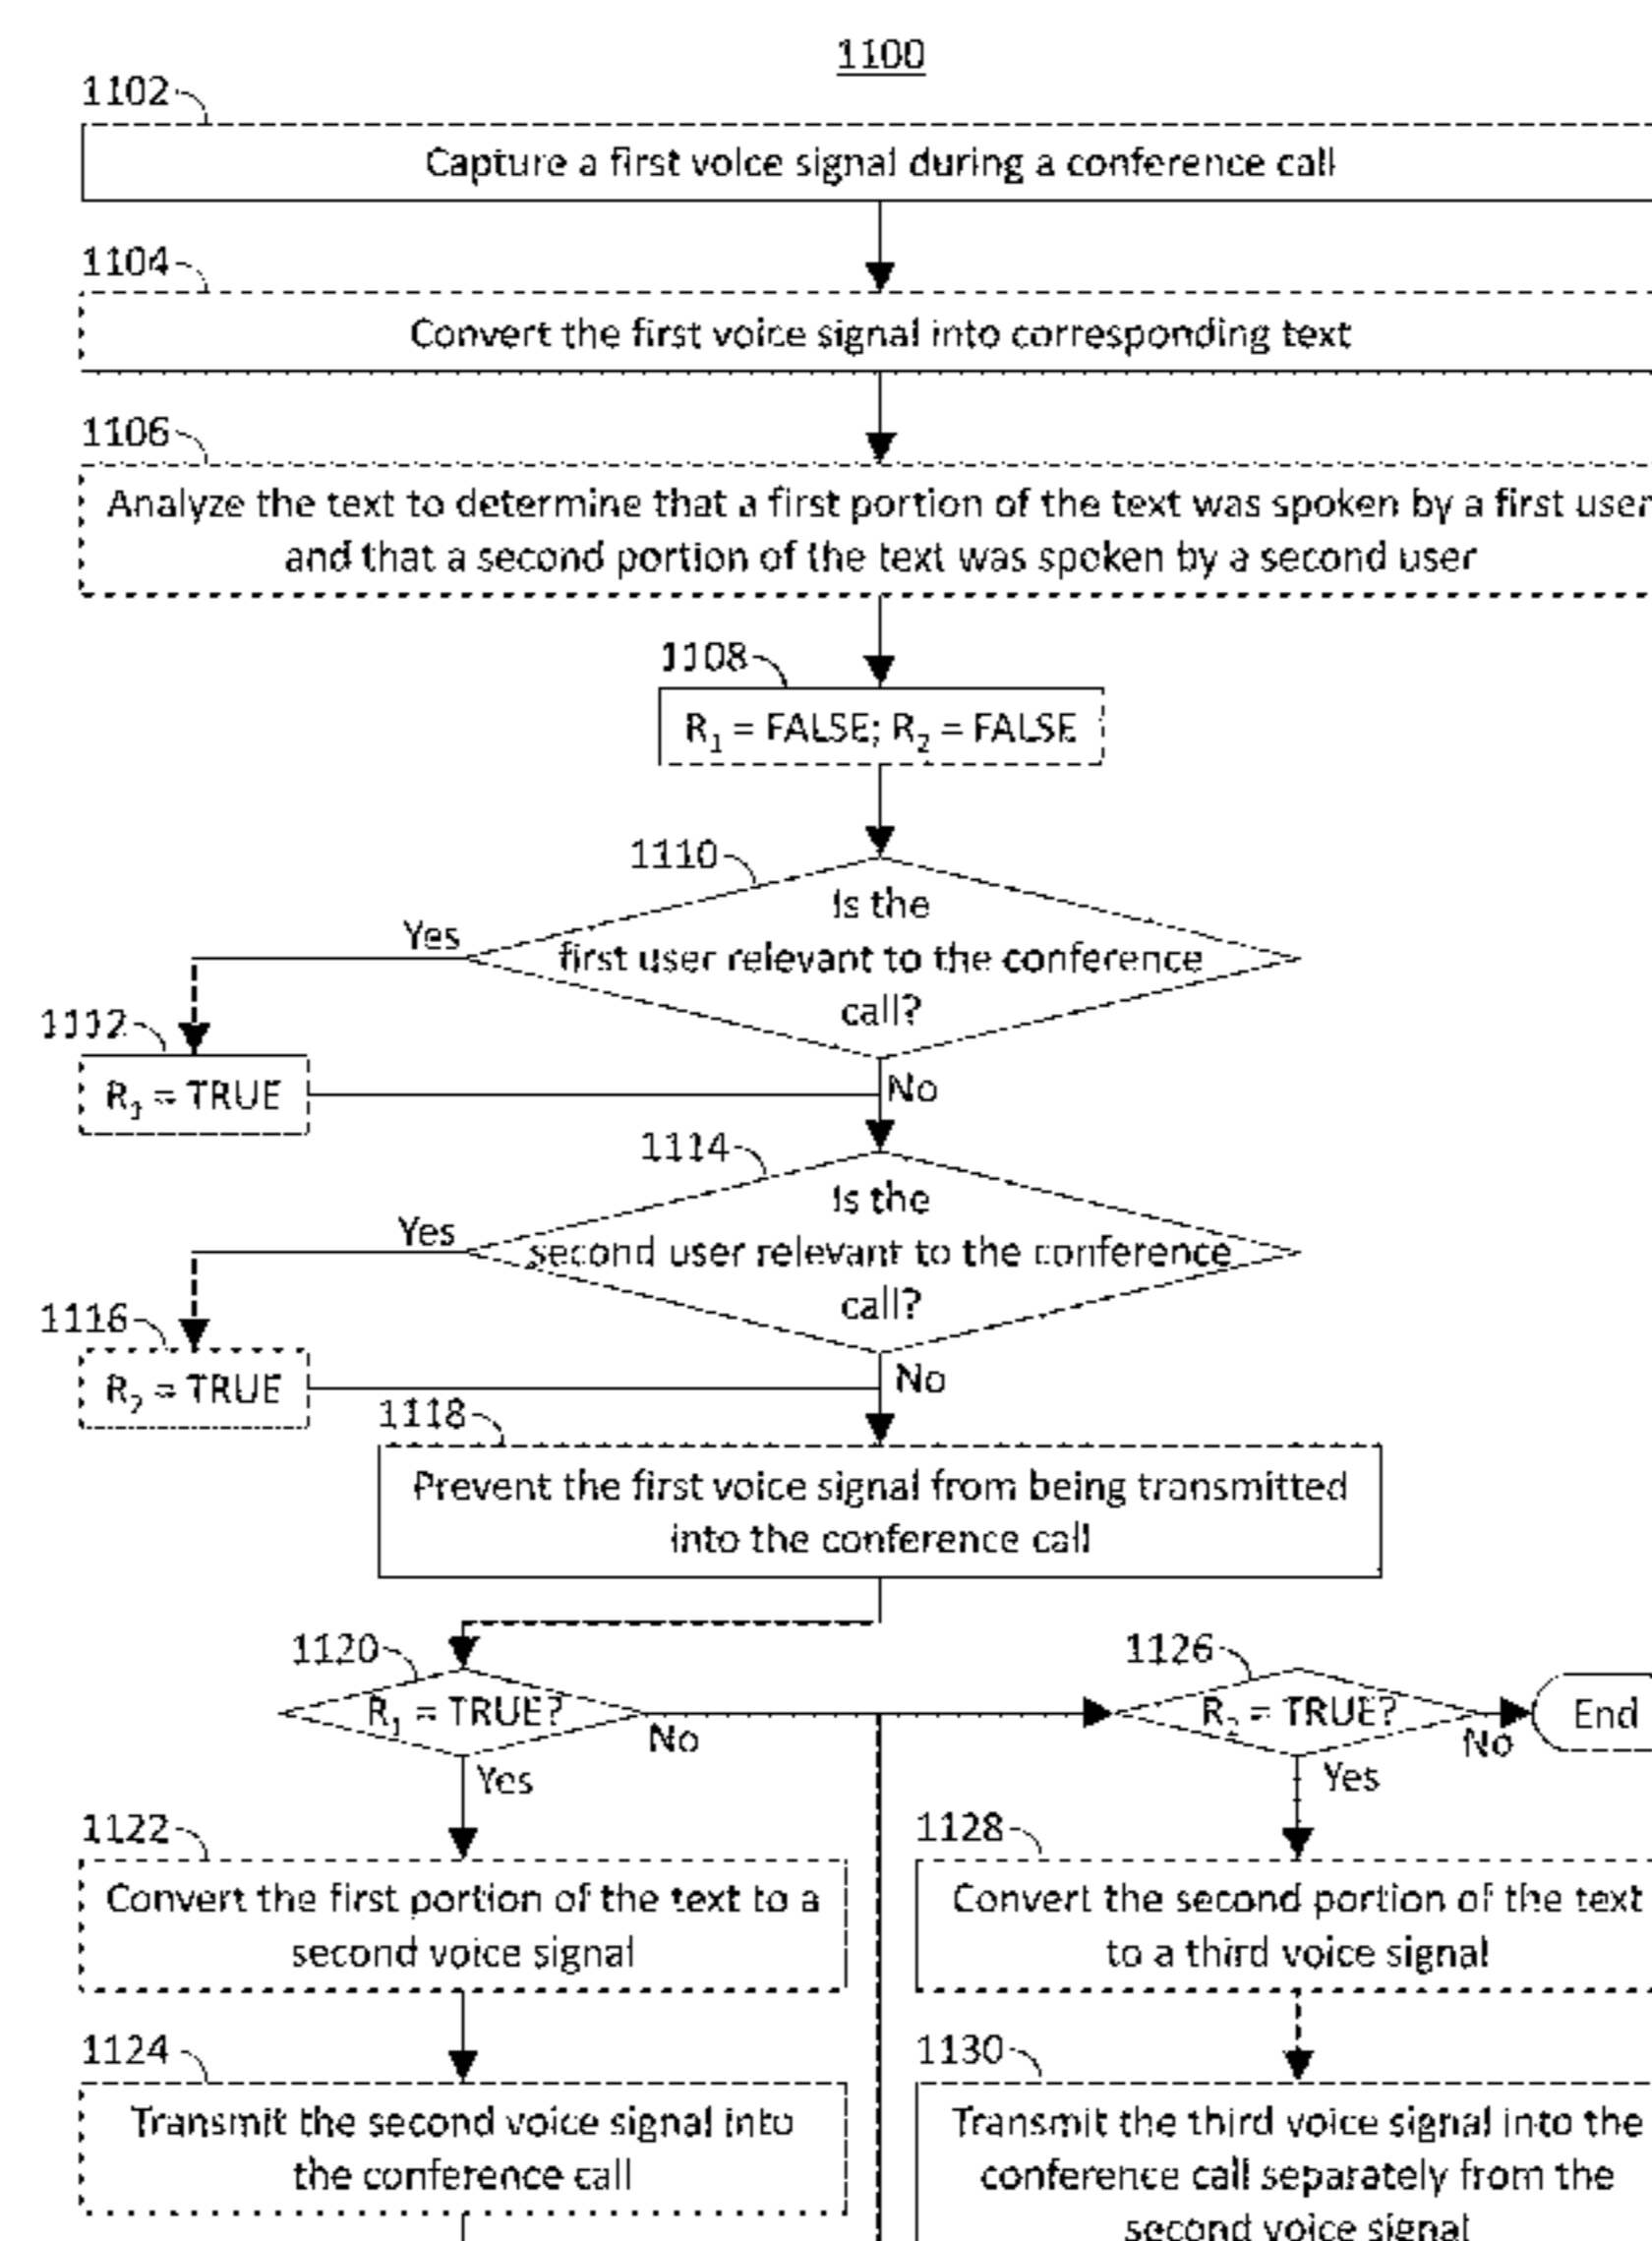 1100
1102
Capture a first voice signal during a conference call
1104
Convert the first voice signal into corresponding text
1106
Analyze the text to determine that a first portion of the text was spoken by a first user
and that a second portion of the text was spoken by a second user
1108
R1 = FALSE; R2 = FALSE
1110
Is the
first user relevant to the conference
call?
Yes
No
1112
R1 = TRUE
1114
Is the
second user relevant to the conference
call?
Yes
No
1116
R2 = TRUE
1118
Prevent the first voice signal from being transmitted
into the conference call
1120
R1 = TRUE?
No
Yes
1126
R2 = TRUE?
No
End
Yes
1122
Convert the first portion of the text to a
second voice signal
1128
Convert the second portion of the text
to a third voice signal
1124
Transmit the second voice signal into
the conference call
1130
Transmit the third voice signal into the
conference call separately from the
second voice signal